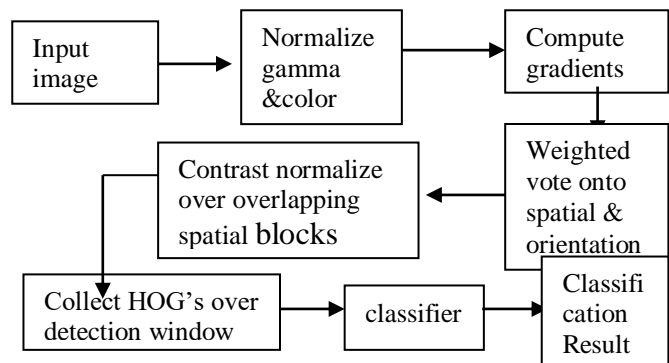 Input
image
Normalize
gamma
&color
Compute
gradients
Weighted
vote onto
spatial &
orientation
Contrast normalize
over overlapping
spatial blocks
Collect HOG's over
detection window
classifier
Classifi
cation
Result